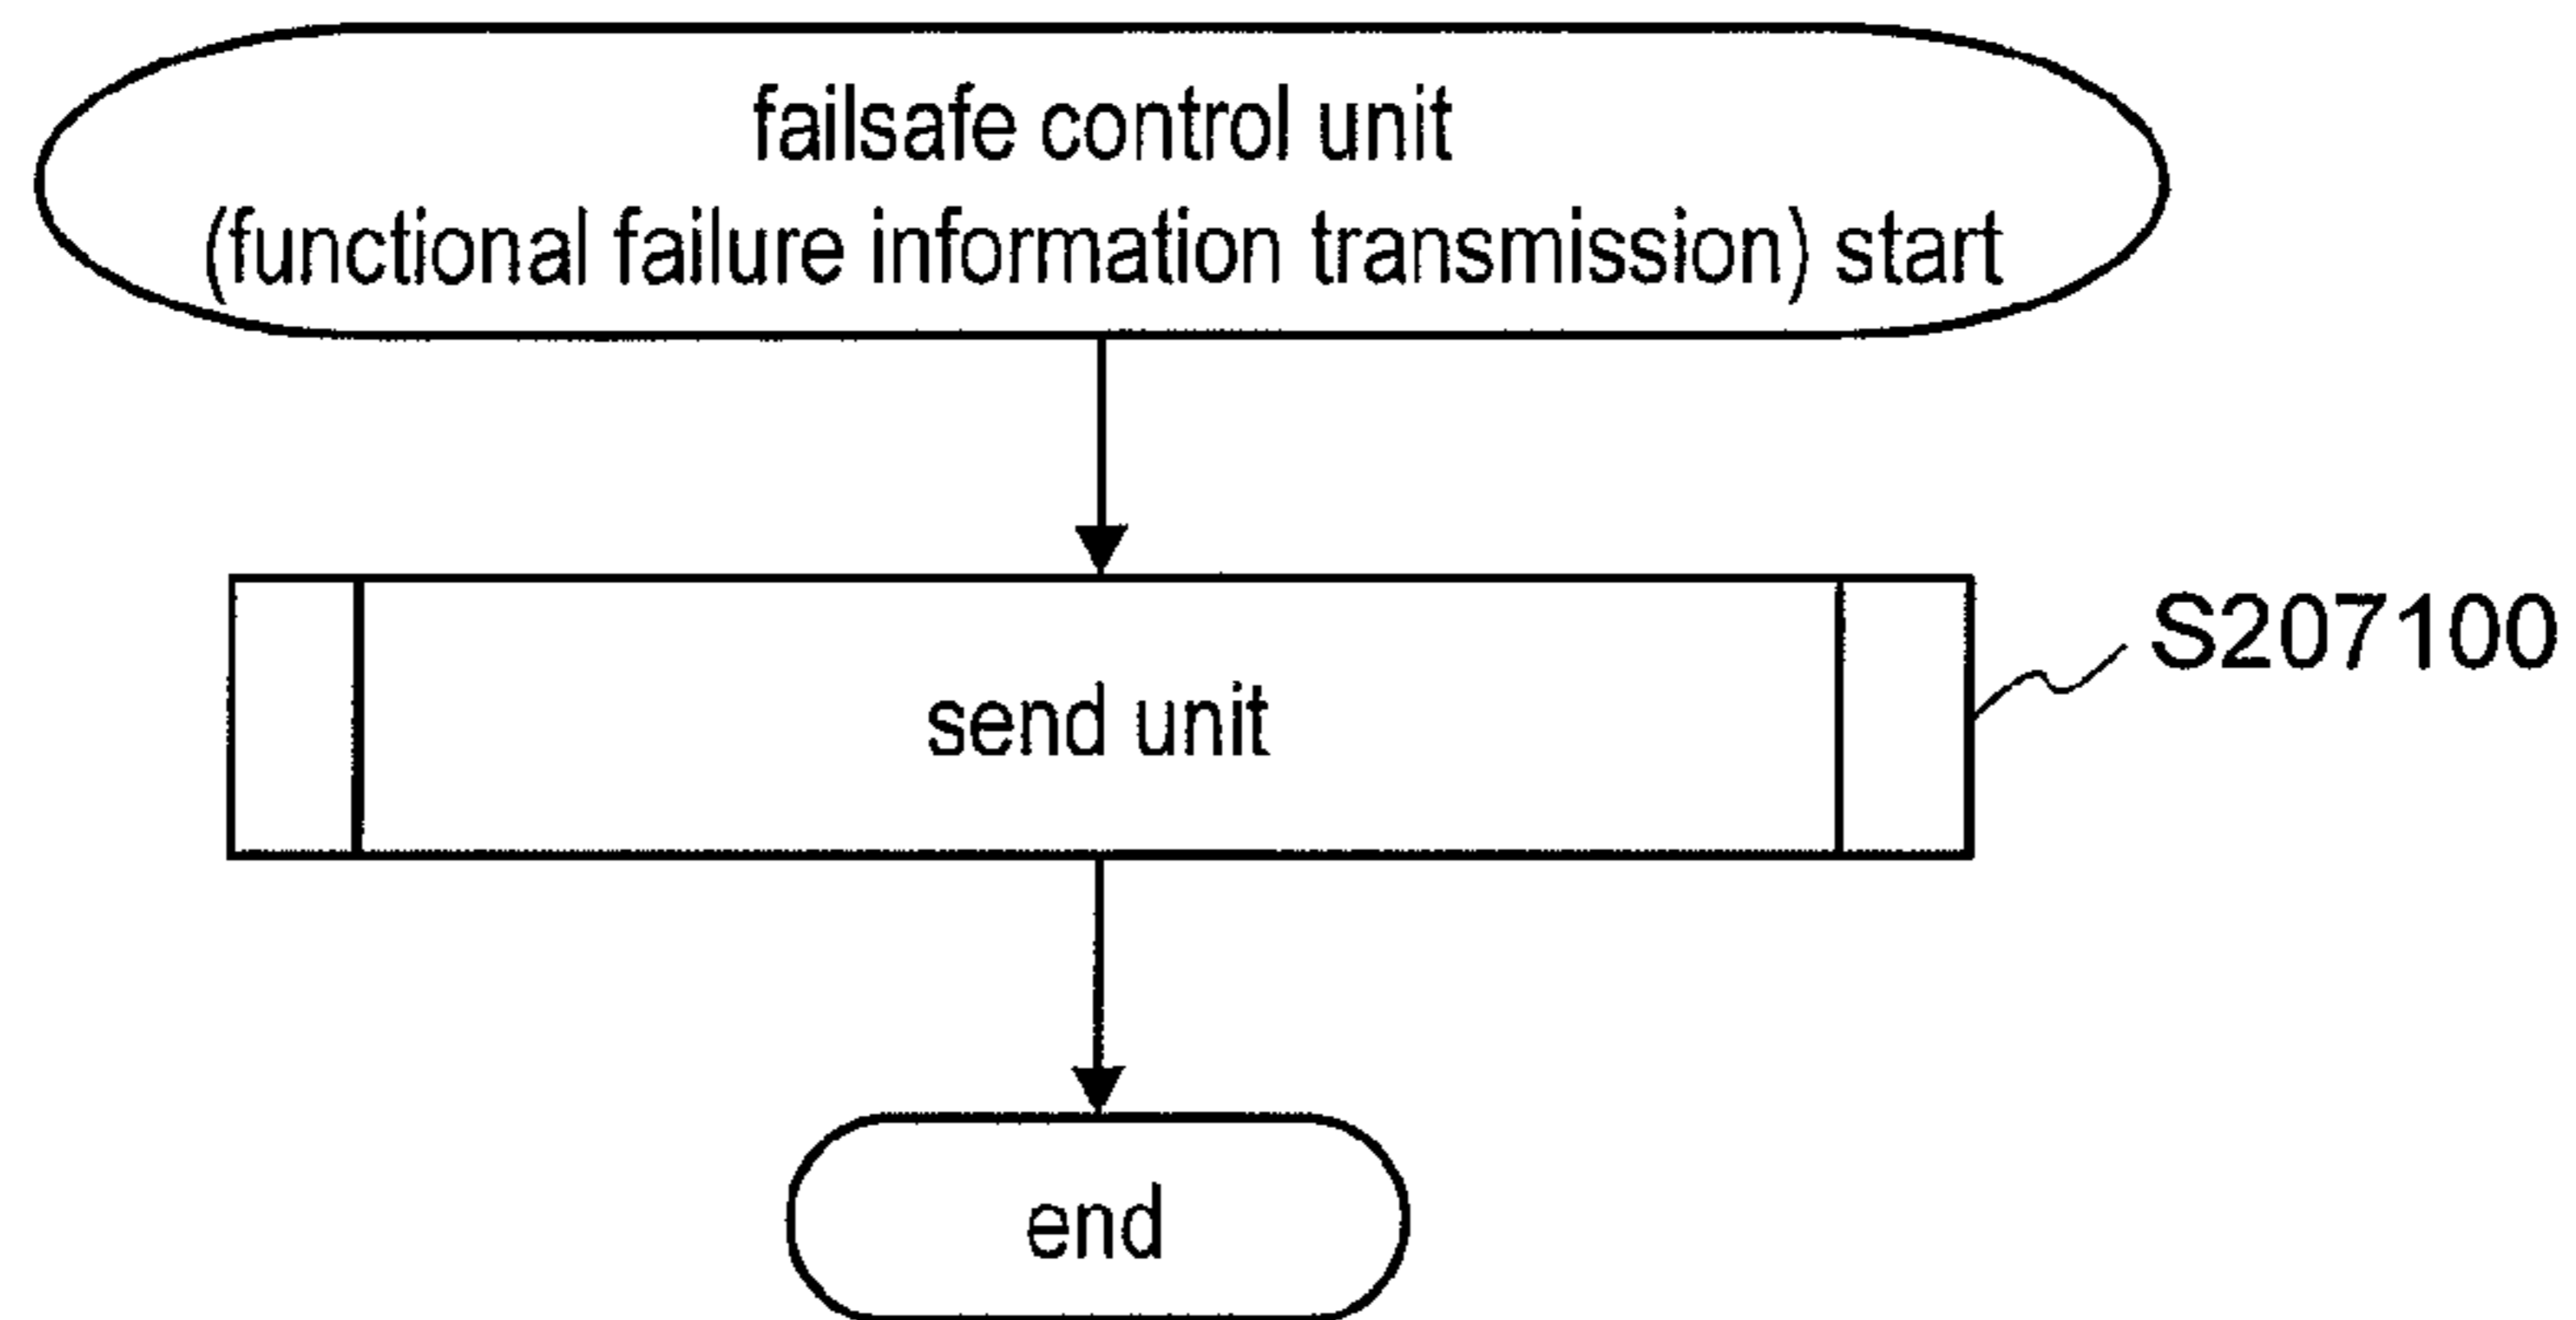 failsafe control unit
(functional failure information transmission) start
send unit
S207100
end